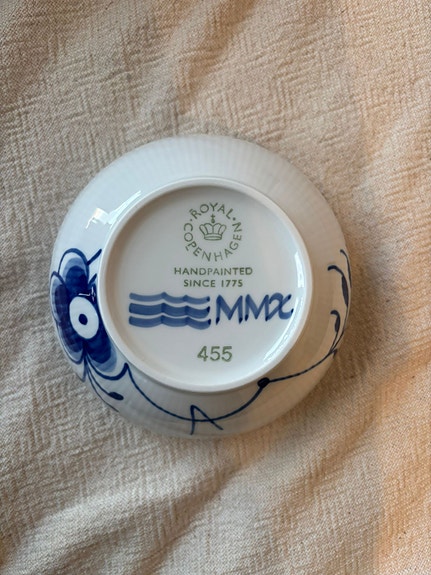 ROYAL
COPENHAGEN
HANDPAINTED
SINCE 1775
MMX
455